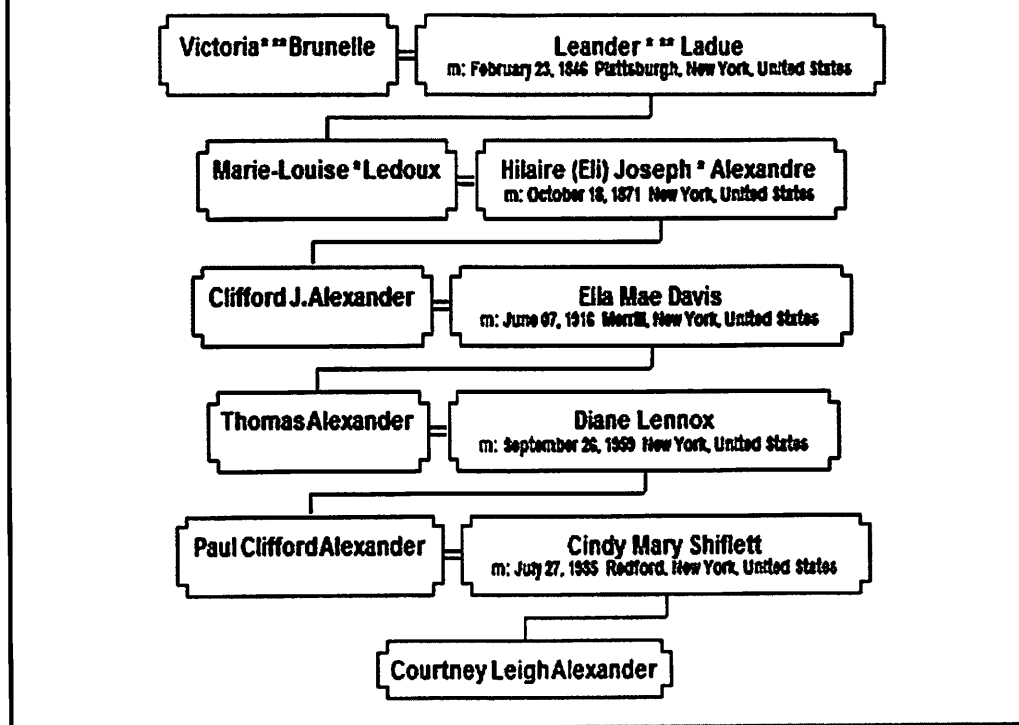 Victoria***Brunelle
Leander *** Ladue
m: February 23, 1846 Plattsburgh, New York, United States
Marie-Louise *Ledoux
Hilaire (Eli) Joseph * Alexandre
m: October 18, 1871 New York, United States
Clifford J. Alexander
Ella Mae Davis
m: June 07, 1916 Merrill, New York, United States
Thomas Alexander
Diane Lennox
m: September 26, 1959 New York, United States
Paul Clifford Alexander
Cindy Mary Shiflett
m: July 27, 1985 Redford, New York, United States
Courtney Leigh Alexander